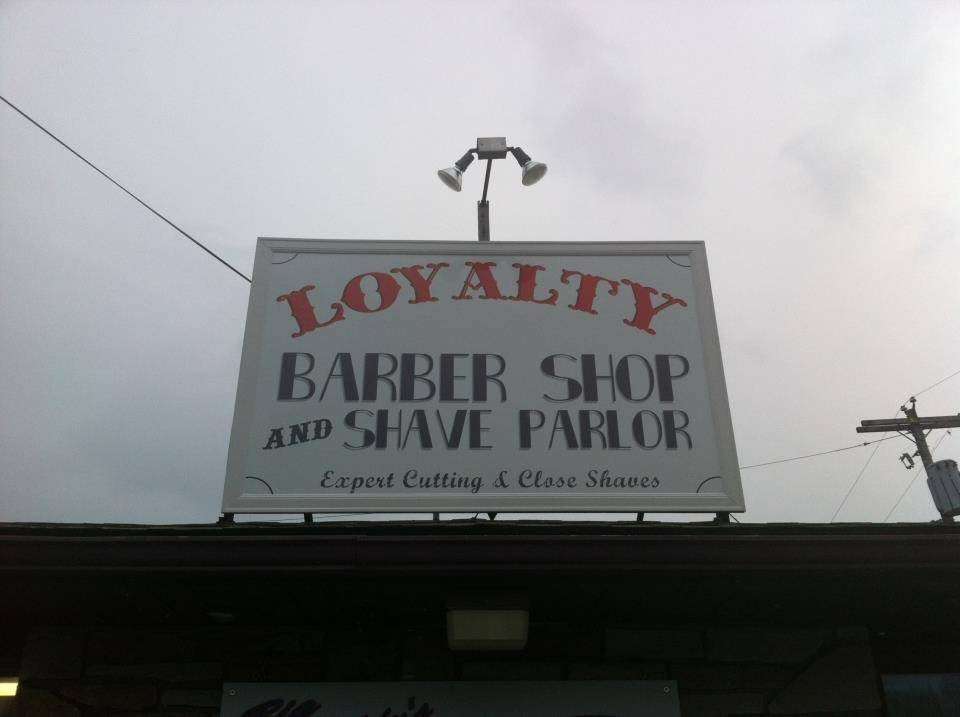 LOYALTY
BARBER SHOP
AND SHAVE PARLOR
Expert Cutting & Close Shaves